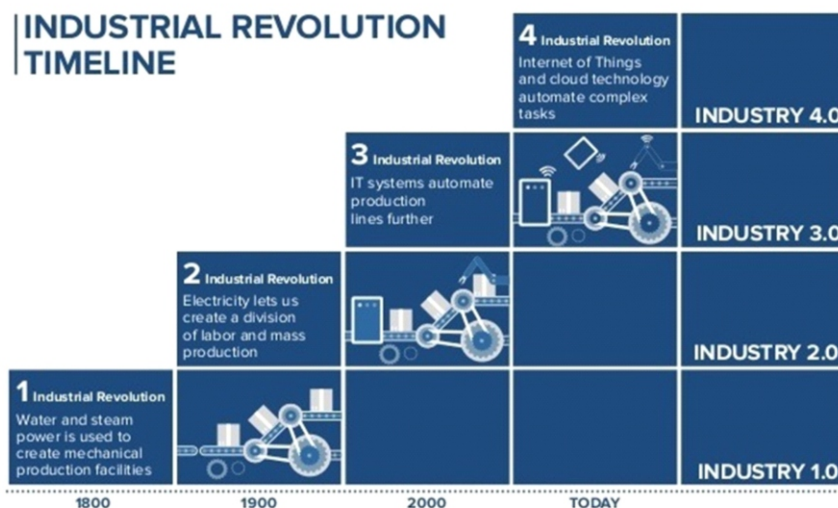 INDUSTRIAL REVOLUTION
TIMELINE
4 Industrial Revolution
Internet of Things
and cloud technology
automate complex
tasks
INDUSTRY 4.0
3 Industrial Revolution
IT systems automate
production
lines further
INDUSTRY 3.0
2 Industrial Revolution
Electricity lets us
create a division
of labor and mass
production
INDUSTRY 2.0
1 Industrial Revolution
Water and steam
power is used to
create mechanical
production facilities
INDUSTRY 1.0
1800 1900 2000 TODAY